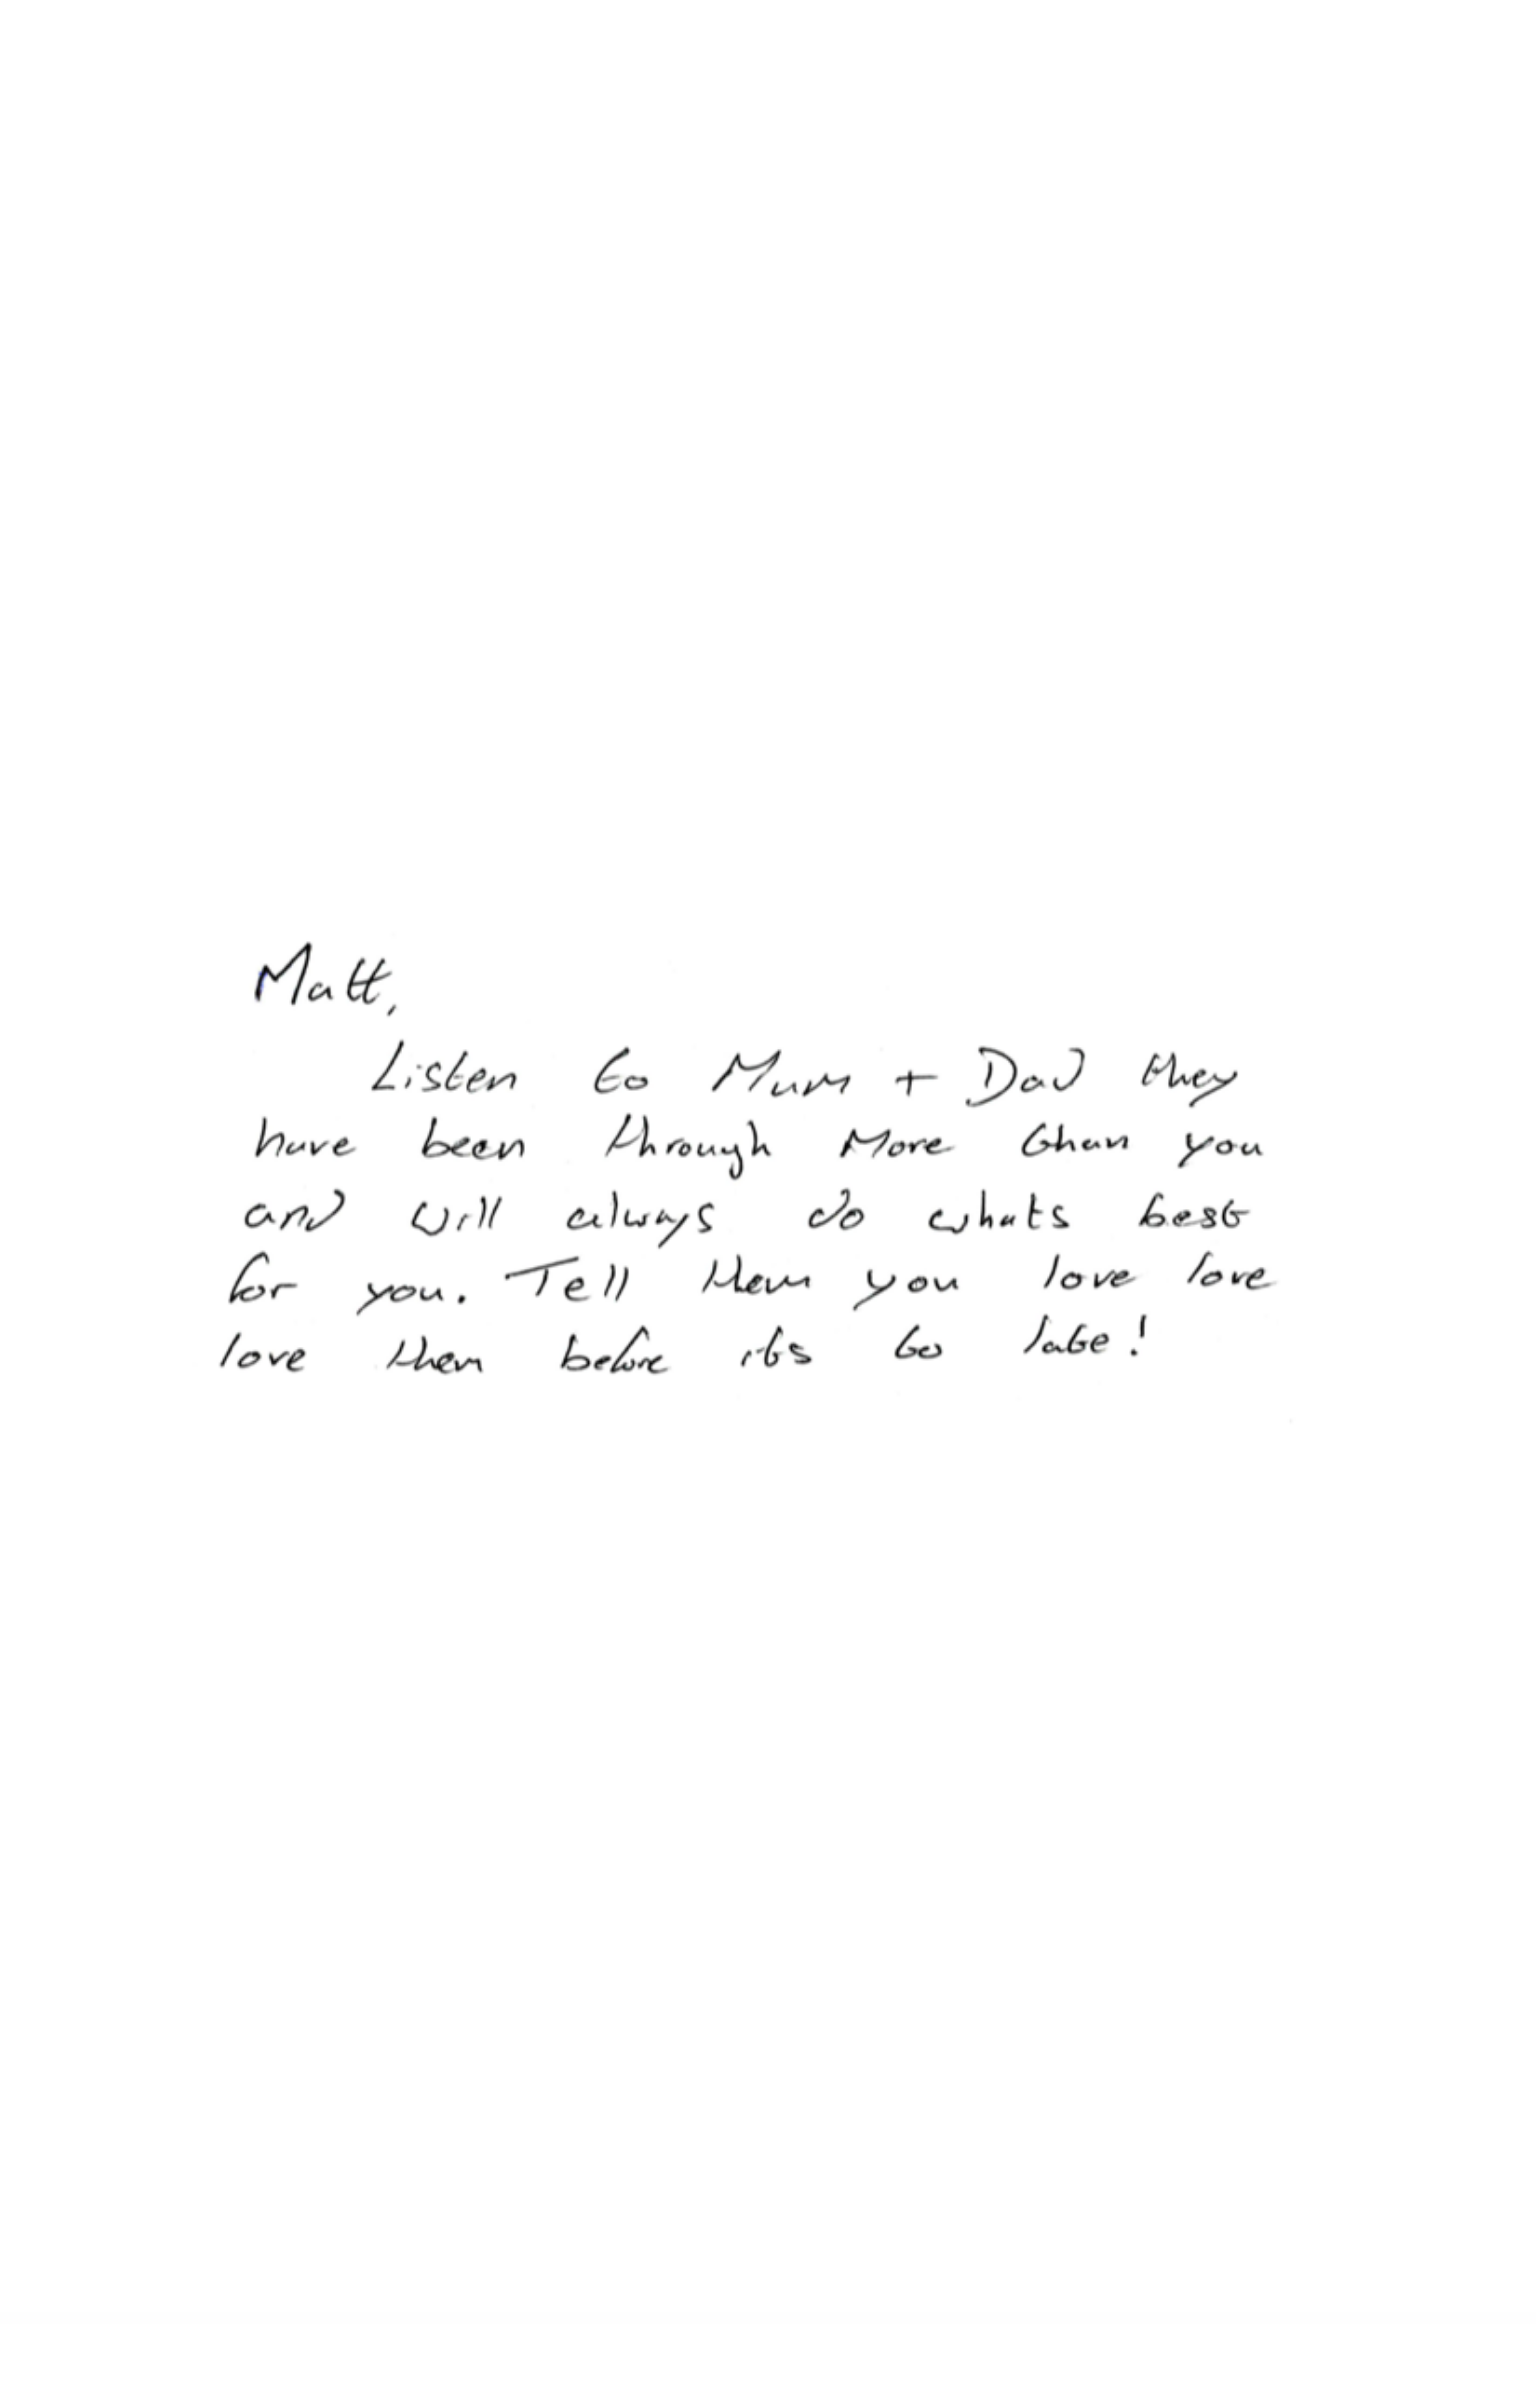 Matt,
Listen to Mum + Dad they
have been through More than you
and will always do whats best
for you. Tell them you love love
love them before its to late!